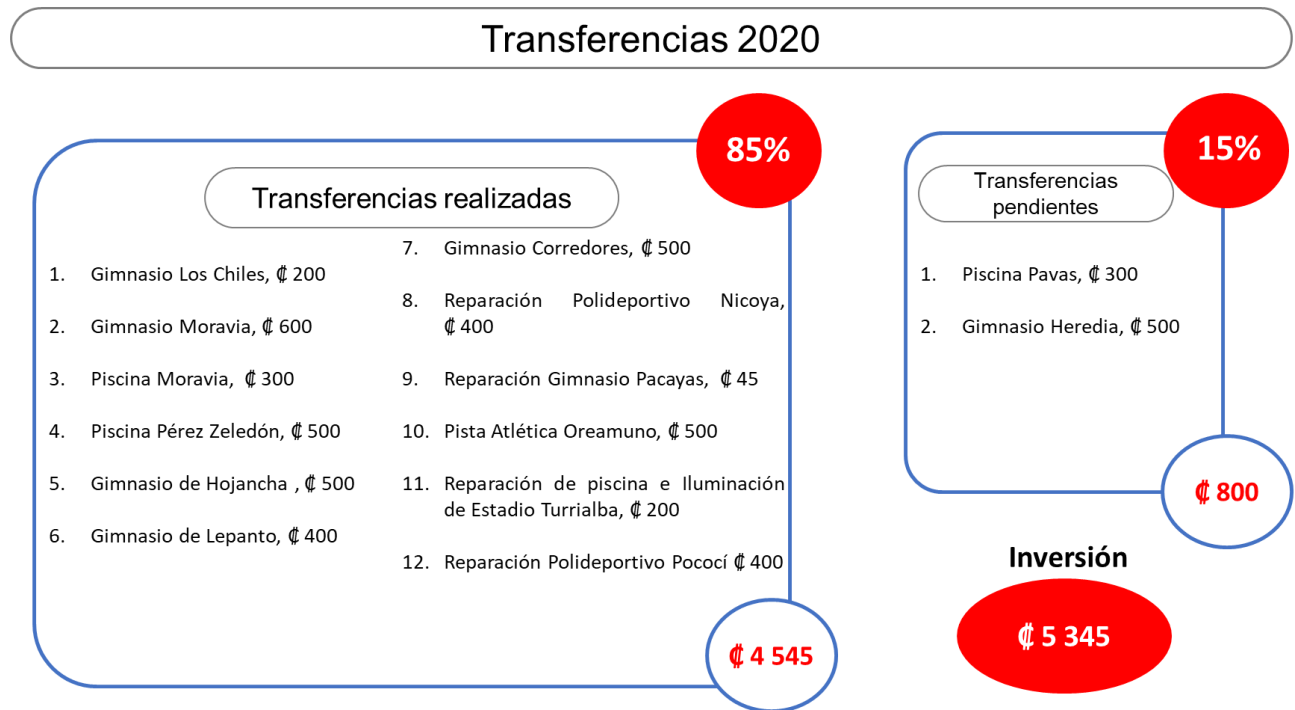 Transferencias 2020
85%
Transferencias realizadas
1. Gimnasio Los Chiles, ₡ 200
2. Gimnasio Moravia, ₡ 600
3. Piscina Moravia, ₡ 300
4. Piscina Pérez Zeledón, ₡ 500
5. Gimnasio de Hojancha , ₡ 500
6. Gimnasio de Lepanto, ₡ 400
7. Gimnasio Corredores, ₡ 500
8. Reparación Polideportivo Nicoya,
₡ 400
9. Reparación Gimnasio Pacayas, ₡ 45
10. Pista Atlética Oreamuno, ₡ 500
11. Reparación de piscina e Iluminación
de Estadio Turrialba, ₡ 200
12. Reparación Polideportivo Pococí ₡ 400
₡ 4 545
15%
Transferencias
pendientes
1. Piscina Pavas, ₡ 300
2. Gimnasio Heredia, ₡ 500
₡ 800
Inversión
₡ 5 345